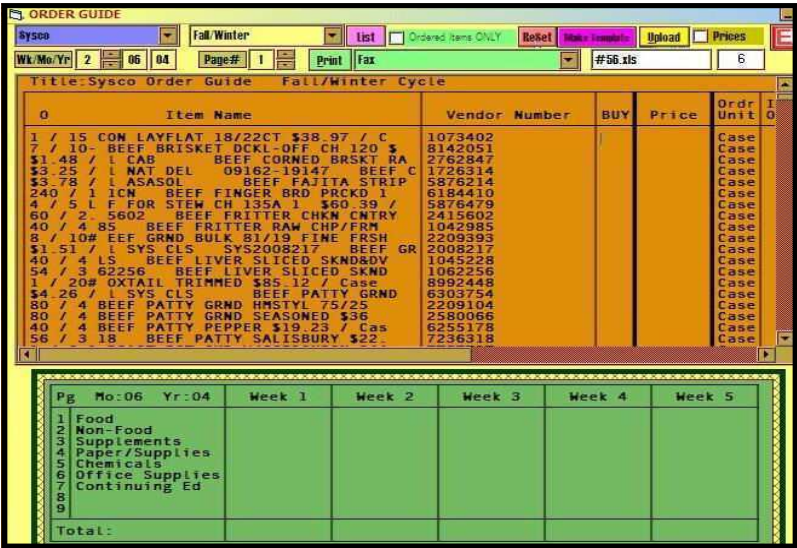 ORDER GUIDE
Sysco Fall/Winter List Ordered Items ONLY ReSet Make Template Upload Prices E
Wk/Mo/Yr 2 06 04 Page# 1 Print Fax #56.xls 6
Title:Sysco Order Guide Fall/Winter Cycle
O Item Name Vendor Number BUY Price Ordr Unit I O
1 / 15 CON LAYFLAT 18/22CT $38.97 / C 1073402 Case
7 / 10- BEEF BRISKET DCKL-OFF CH 120 $ 8142051 Case
$1.48 / l CAB BEEF CORNED BRSKT RA 2762847 Case
$3.25 / l NAT DEL 09162-19147 BEEF C 1726314 Case
$3.78 / l ASASOL BEEF FAJITA STRIP 5876214 Case
240 / 1 1CN BEEF FINGER BRD PRCKD 1 6184410 Case
4 / 5 L F FOR STEW CH 135A 1 $60.39 / 5876479 Case
60 / 2. 5602 BEEF FRITTER CHKN CNTRY 2415602 Case
40 / 4 85 BEEF FRITTER RAW CHP/FRM 1042985 Case
8 / 10# EEF GRND BULK 81/19 FINE FRSH 2209393 Case
$1.51 / l SYS CLS SYS2008217 BEEF GR 2008217 Case
40 / 4 LS BEEF LIVER SLICED SKND&DV 1045228 Case
54 / 3 62256 BEEF LIVER SLICED SKND 1062256 Case
1 / 20# OXTAIL TRIMMED $85.12 / Case 8992448 Case
$4.26 / l SYS CLS BEEF PATTY GRND 6303754 Case
80 / 4 BEEF PATTY GRND HMSTYL 75/25 2209104 Case
80 / 4 BEEF PATTY GRND SEASONED $36 2580066 Case
40 / 4 BEEF PATTY PEPPER $19.23 / Cas 6255178 Case
56 / 3 18 BEEF PATTY SALISBURY $22. 7236318 Case
Pg Mo:06 Yr:04 Week 1 Week 2 Week 3 Week 4 Week 5
1 Food
2 Non-Food
3 Supplements
4 Paper/Supplies
5 Chemicals
6 Office Supplies
7 Continuing Ed
8
9
Total: